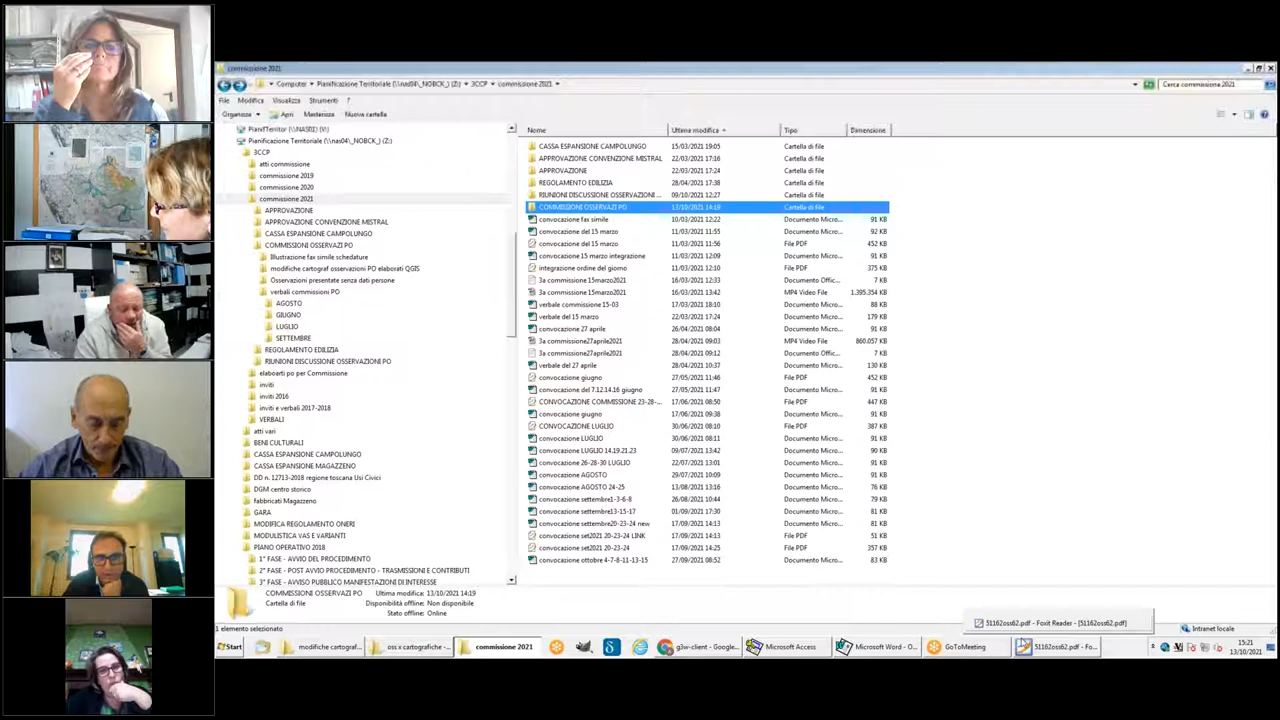 commissione 2021
Computer ▸ Pianificazione Territoriale (\\nas04\_NOBCK_) (Z:) ▸ 3CCP ▸ commissione 2021 ▸
Cerca commissione 2021
File Modifica Visualizza Strumenti ?
Organizza Apri Masterizza Nuova cartella
PianifTerritor (\\NAS01) (V:)
Pianificazione Territoriale (\\nas04\_NOBCK_) (Z:)
3CCP
atti commissione
commissione 2019
commissione 2020
commissione 2021
APPROVAZIONE
APPROVAZIONE CONVENZIONE MISTRAL
CASSA ESPANSIONE CAMPOLUNGO
COMMISSIONI OSSERVAZI PO
Illustrazione fax simile schedature
modifiche cartograf osservazioni PO elaborati QGIS
Osservazioni presentate senza dati persone
verbali commissioni PO
AGOSTO
GIUGNO
LUGLIO
SETTEMBRE
REGOLAMENTO EDILIZIA
RIUNIONI DISCUSSIONE OSSERVAZIONI PO
elaboarti po per Commissione
inviti
inviti 2016
inviti e verbali 2017-2018
VERBALI
atti vari
BENI CULTURALI
CASSA ESPANSIONE CAMPOLUNGO
CASSA ESPANSIONE MAGAZZENO
DD n. 12713-2018 regione toscana Usi Civici
DGM centro storico
fabbricati Magazzeno
GARA
MODIFICA REGOLAMENTO ONERI
MODULISTICA VAS E VARIANTI
PIANO OPERATIVO 2018
1° FASE - AVVIO DEL PROCEDIMENTO
2° FASE - POST AVVIO PROCEDIMENTO - TRASMISSIONI E CONTRIBUTI
3° FASE - AVVISO PUBBLICO MANIFESTAZIONI DI INTERESSE
Nome Ultima modifica Tipo Dimensione
CASSA ESPANSIONE CAMPOLUNGO 15/03/2021 19:05 Cartella di file
APPROVAZIONE CONVENZIONE MISTRAL 22/03/2021 17:16 Cartella di file
APPROVAZIONE 22/03/2021 17:24 Cartella di file
REGOLAMENTO EDILIZIA 28/04/2021 17:38 Cartella di file
RIUNIONI DISCUSSIONE OSSERVAZIONI ... 09/10/2021 12:27 Cartella di file
COMMISSIONI OSSERVAZI PO 13/10/2021 14:19 Cartella di file
convocazione fax simile 10/03/2021 12:22 Documento Micro... 91 KB
convocazione del 15 marzo 11/03/2021 11:55 Documento Micro... 92 KB
convocazione del 15 marzo 11/03/2021 11:56 File PDF 452 KB
convocazione 15 marzo integrazione 11/03/2021 12:09 Documento Micro... 91 KB
integrazione ordine del giorno 11/03/2021 12:10 File PDF 375 KB
3a commissione 15marzo2021 16/03/2021 12:33 Documento Offic... 7 KB
3a commissione 15marzo2021 16/03/2021 13:42 MP4 Video File 1.395.354 KB
verbale commissione 15-03 17/03/2021 18:10 Documento Micro... 88 KB
verbale del 15 marzo 22/03/2021 17:24 Documento Micro... 179 KB
convocazione 27 aprile 26/04/2021 08:04 Documento Micro... 91 KB
3a commissione27aprile2021 28/04/2021 09:03 MP4 Video File 860.057 KB
3a commissione27aprile2021 28/04/2021 09:12 Documento Offic... 7 KB
verbale del 27 aprile 28/04/2021 10:37 Documento Micro... 130 KB
convocazione giugno 27/05/2021 11:46 File PDF 452 KB
convocazione del 7.12.14.16 giugno 27/05/2021 11:47 Documento Micro... 91 KB
CONVOCAZIONE COMMISSIONE 23-28-... 17/06/2021 08:50 File PDF 447 KB
convocazione giugno 17/06/2021 09:38 Documento Micro... 91 KB
CONVOCAZIONE LUGLIO 30/06/2021 08:10 File PDF 387 KB
convocazione LUGLIO 30/06/2021 08:11 Documento Micro... 91 KB
convocazione LUGLIO 14.19.21.23 09/07/2021 13:42 Documento Micro... 90 KB
convocazione 26-28-30 LUGLIO 22/07/2021 13:01 Documento Micro... 91 KB
convocazione AGOSTO 29/07/2021 10:09 Documento Micro... 91 KB
convocazione AGOSTO 24-25 13/08/2021 13:16 Documento Micro... 76 KB
convocazione settembre1-3-6-8 26/08/2021 10:44 Documento Micro... 79 KB
convocazione settembre13-15-17 01/09/2021 17:30 Documento Micro... 81 KB
convocazione settembre20-23-24 new 17/09/2021 14:13 Documento Micro... 81 KB
convocazione set2021 20-23-24 LINK 17/09/2021 14:13 File PDF 51 KB
convocazione set2021 20-23-24 17/09/2021 14:25 File PDF 357 KB
convocazione ottobre 4-7-8-11-13-15 27/09/2021 08:52 Documento Micro... 83 KB
COMMISSIONI OSSERVAZI PO Ultima modifica: 13/10/2021 14:19
Cartella di file Disponibilità offline: Non disponibile
Stato offline: Online
1 elemento selezionato
51162oss62.pdf - Foxit Reader - [51162oss62.pdf]
Intranet locale
Start modifiche cartograf... oss x cartografiche -... commissione 2021 g3w-client - Google... Microsoft Access Microsoft Word - O... GoToMeeting 51162oss62.pdf - Fo...
15:21
13/10/2021